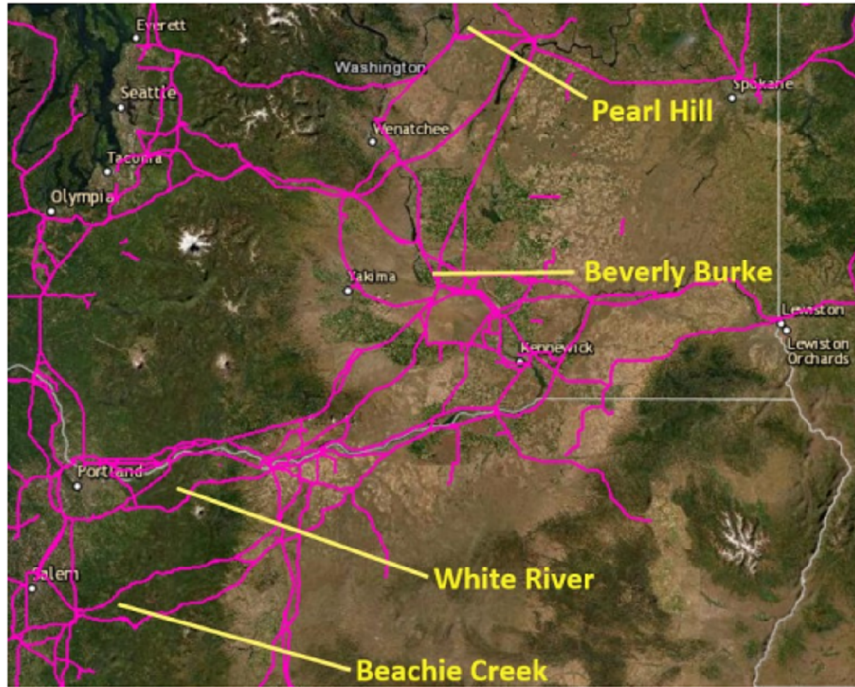 Everett
Washington
Seattle
Spokane
Pearl Hill
Wenatchee
Tacoma
Olympia
Beverly Burke
Yakima
Lewiston
Kennewick
Lewiston
Orchards
Portland
White River
Salem
Beachie Creek